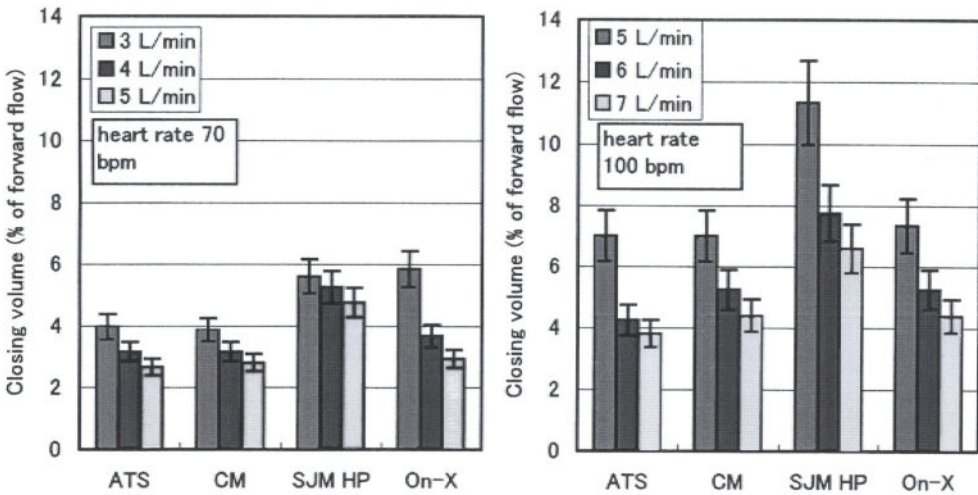 Closing volume (% of forward flow)
14
12
10
8
6
4
2
0
3 L/min
4 L/min
5 L/min
heart rate 70
bpm
ATS CM SJM HP On-X
Closing volume (% of forward flow)
14
12
10
8
6
4
2
0
5 L/min
6 L/min
7 L/min
heart rate
100 bpm
ATS CM SJM HP On-X